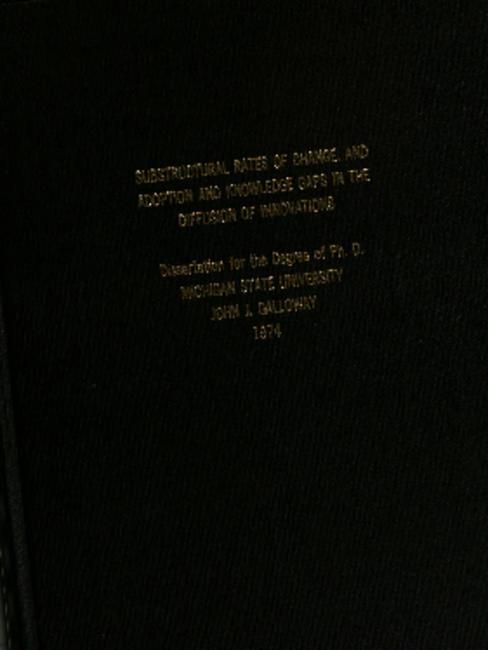 SUBSTRUCTURAL RATES OF CHANGE, AND
ADOPTION AND KNOWLEDGE GAPS IN THE
DIFFUSION OF INNOVATIONS
Dissertation for the Degree of Ph. D.
MICHIGAN STATE UNIVERSITY
JOHN J. GALLOWAY
1974